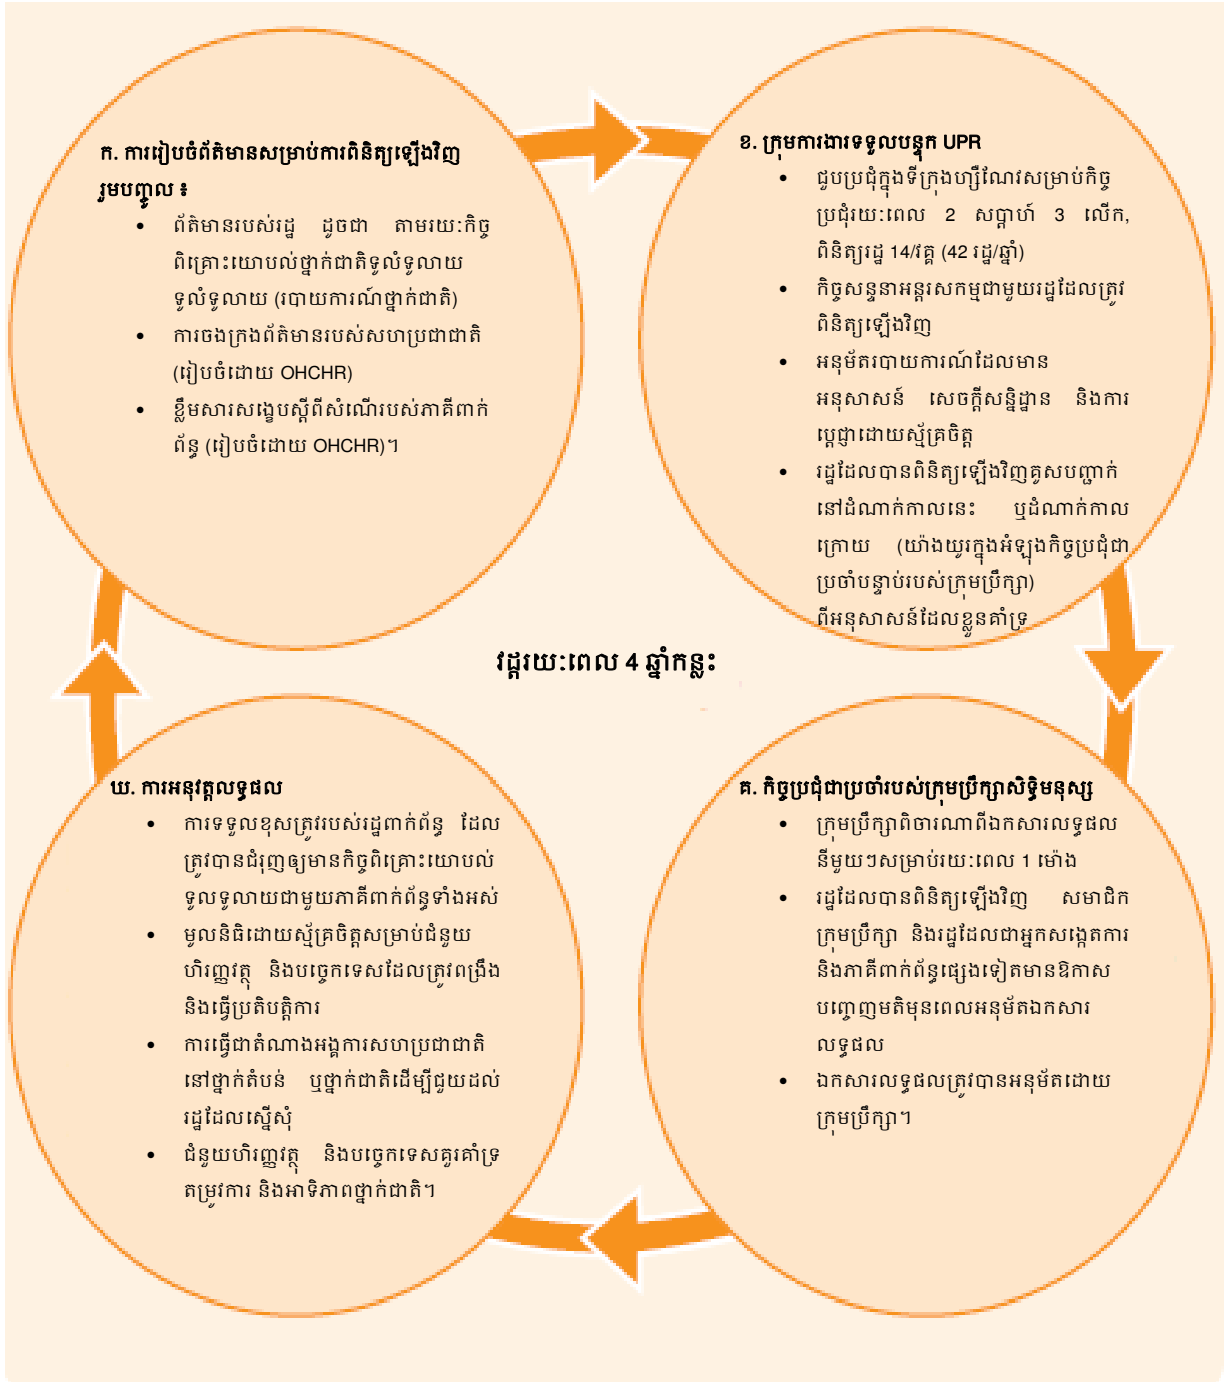 ក. ការរៀបចំព័ត៌មានសម្រាប់ការពិនិត្យឡើងវិញ
រួមបញ្ចូល ៖
• ព័ត៌មានរបស់រដ្ឋ ដូចជា តាមរយៈកិច្ច
ពិគ្រោះយោបល់ថ្នាក់ជាតិទូលំទូលាយ
ទូលំទូលាយ (របាយការណ៍ថ្នាក់ជាតិ)
• ការចងក្រងព័ត៌មានរបស់សហប្រជាជាតិ
(រៀបចំដោយ OHCHR)
• ខ្លឹមសារសង្ខេបស្តីពីសំណើរបស់ភាគីពាក់
ព័ន្ធ (រៀបចំដោយ OHCHR)។
ខ. ក្រុមការងារទទួលបន្ទុក UPR
• ជួបប្រជុំក្នុងទីក្រុងហ្ស៊ឺណែវសម្រាប់កិច្ច
ប្រជុំរយៈពេល 2 សប្តាហ៍ 3 លើក,
ពិនិត្យរដ្ឋ 14/វគ្គ (42 រដ្ឋ/ឆ្នាំ)
• កិច្ចសន្ទនាអន្តរសកម្មជាមួយរដ្ឋដែលត្រូវ
ពិនិត្យឡើងវិញ
• អនុម័តរបាយការណ៍ដែលមាន
អនុសាសន៍ សេចក្តីសន្និដ្ឋាន និងការ
ប្តេជ្ញាដោយស្ម័គ្រចិត្ត
• រដ្ឋដែលបានពិនិត្យឡើងវិញគូសបញ្ជាក់
នៅដំណាក់កាលនេះ ឬដំណាក់កាល
ក្រោយ (យ៉ាងយូរក្នុងអំឡុងកិច្ចប្រជុំជា
ប្រចាំបន្ទាប់របស់ក្រុមប្រឹក្សា)
ពីអនុសាសន៍ដែលខ្លួនគាំទ្រ
វដ្តរយៈពេល 4 ឆ្នាំកន្លះ
គ. កិច្ចប្រជុំជាប្រចាំរបស់ក្រុមប្រឹក្សាសិទ្ធិមនុស្ស
• ក្រុមប្រឹក្សាពិចារណាពីឯកសារលទ្ធផល
នីមួយៗសម្រាប់រយៈពេល 1 ម៉ោង
• រដ្ឋដែលបានពិនិត្យឡើងវិញ សមាជិក
ក្រុមប្រឹក្សា និងរដ្ឋដែលជាអ្នកសង្កេតការ
និងភាគីពាក់ព័ន្ធផ្សេងទៀតមានឱកាស
បញ្ចេញមតិមុនពេលអនុម័តឯកសារ
លទ្ធផល
• ឯកសារលទ្ធផលត្រូវបានអនុម័តដោយ
ក្រុមប្រឹក្សា។
ឃ. ការអនុវត្តលទ្ធផល
• ការទទួលខុសត្រូវរបស់រដ្ឋពាក់ព័ន្ធ ដែល
ត្រូវបានជំរុញឲ្យមានកិច្ចពិគ្រោះយោបល់
ទូលទូលាយជាមួយភាគីពាក់ព័ន្ធទាំងអស់
• មូលនិធិដោយស្ម័គ្រចិត្តសម្រាប់ជំនួយ
ហិរញ្ញវត្ថុ និងបច្ចេកទេសដែលត្រូវពង្រឹង
និងធ្វើប្រតិបត្តិការ
• ការធ្វើជាតំណាងអង្គការសហប្រជាជាតិ
នៅថ្នាក់តំបន់ ឬថ្នាក់ជាតិដើម្បីជួយដល់
រដ្ឋដែលស្នើសុំ
• ជំនួយហិរញ្ញវត្ថុ និងបច្ចេកទេសគួរគាំទ្រ
តម្រូវការ និងអាទិភាពថ្នាក់ជាតិ។